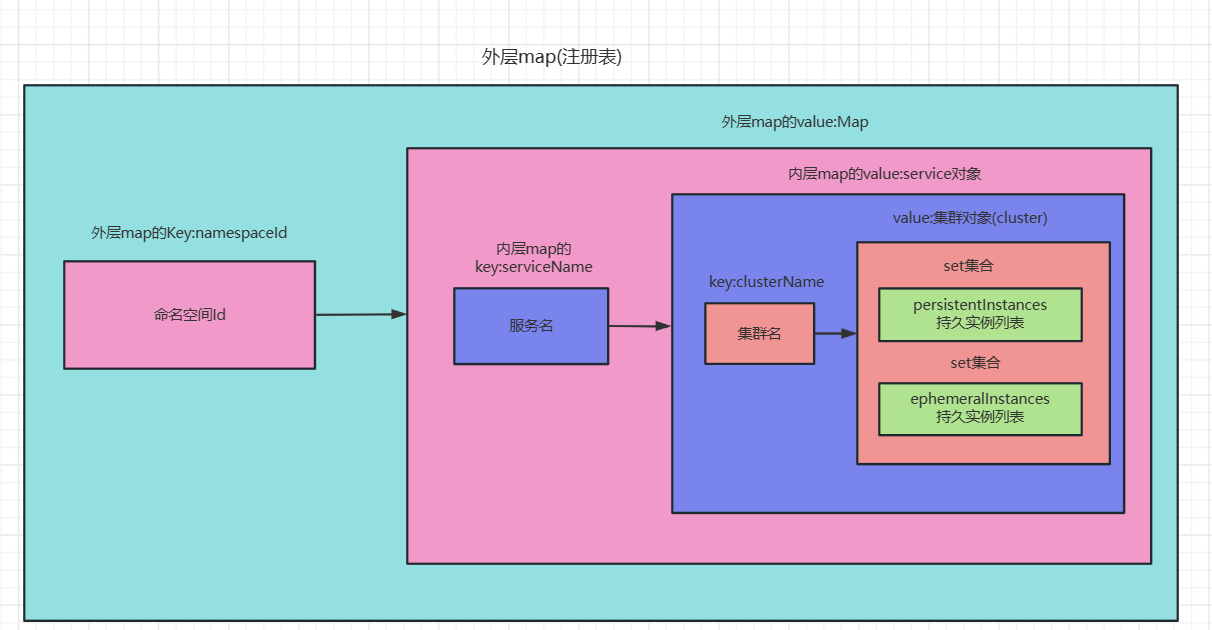 外层map(注册表)
外层map的value:Map
内层map的value:service对象
value:集群对象(cluster)
外层map的Key:namespaceId
命名空间Id
内层map的
key:serviceName
服务名
key:clusterName
集群名
set集合
persistentInstances
持久实例列表
set集合
ephemeralInstances
持久实例列表